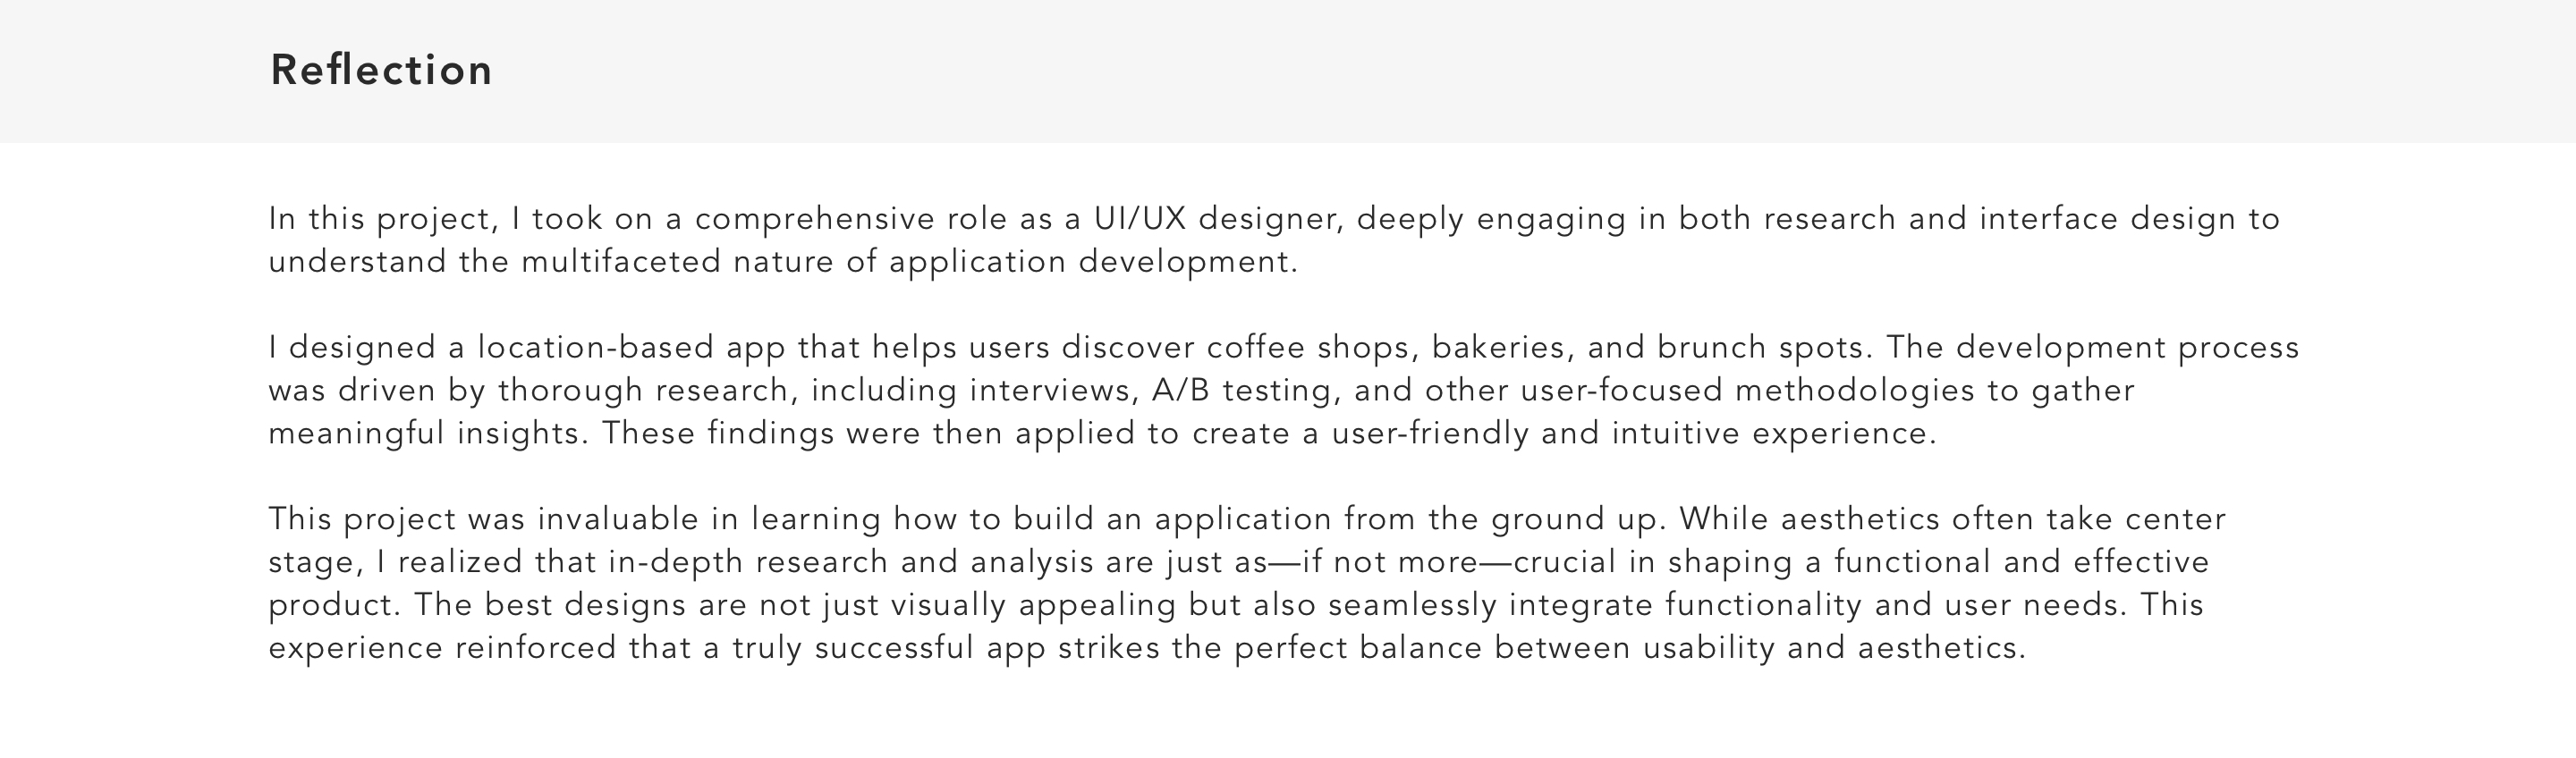 Reflection
In this project, I took on a comprehensive role as a UI/UX designer, deeply engaging in both research and interface design to
understand the multifaceted nature of application development.
I designed a location-based app that helps users discover coffee shops, bakeries, and brunch spots. The development process
was driven by thorough research, including interviews, A/B testing, and other user-focused methodologies to gather
meaningful insights. These findings were then applied to create a user-friendly and intuitive experience.
This project was invaluable in learning how to build an application from the ground up. While aesthetics often take center
stage, I realized that in-depth research and analysis are just as—if not more—crucial in shaping a functional and effective
product. The best designs are not just visually appealing but also seamlessly integrate functionality and user needs. This
experience reinforced that a truly successful app strikes the perfect balance between usability and aesthetics.